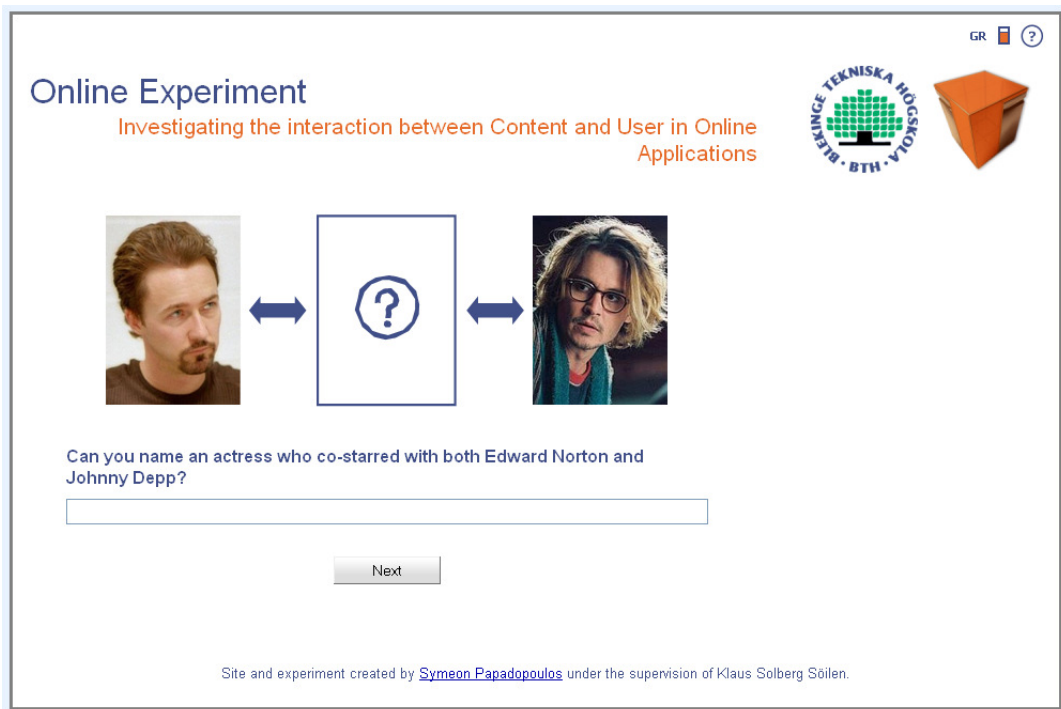 GR ?
Online Experiment
BLEKINGE TEKNISKA HÖGSKOLA · BTH ·
Investigating the interaction between Content and User in Online
Applications
?
Can you name an actress who co-starred with both Edward Norton and
Johnny Depp?
Next
Site and experiment created by Symeon Papadopoulos under the supervision of Klaus Solberg Söilen.